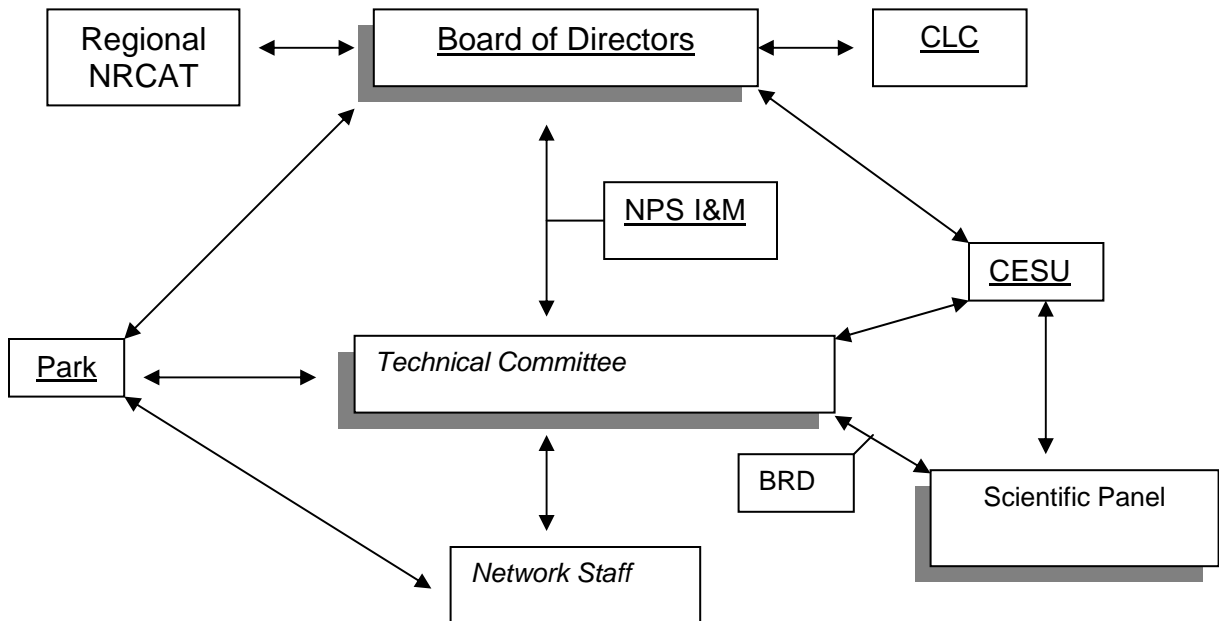 Regional
NRCAT
Board of Directors
CLC
NPS I&M
CESU
Park
Technical Committee
BRD
Scientific Panel
Network Staff